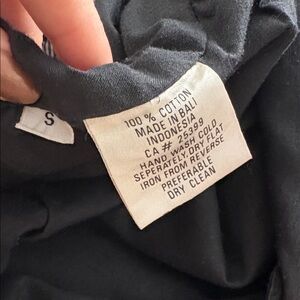 S
100 % COTTON
MADE IN BALI
INDONESIA
CA # 25399
HAND WASH COLD
SEPERATELY, DRY FLAT
IRON FROM REVERSE
PREFERABLE
DRY CLEAN